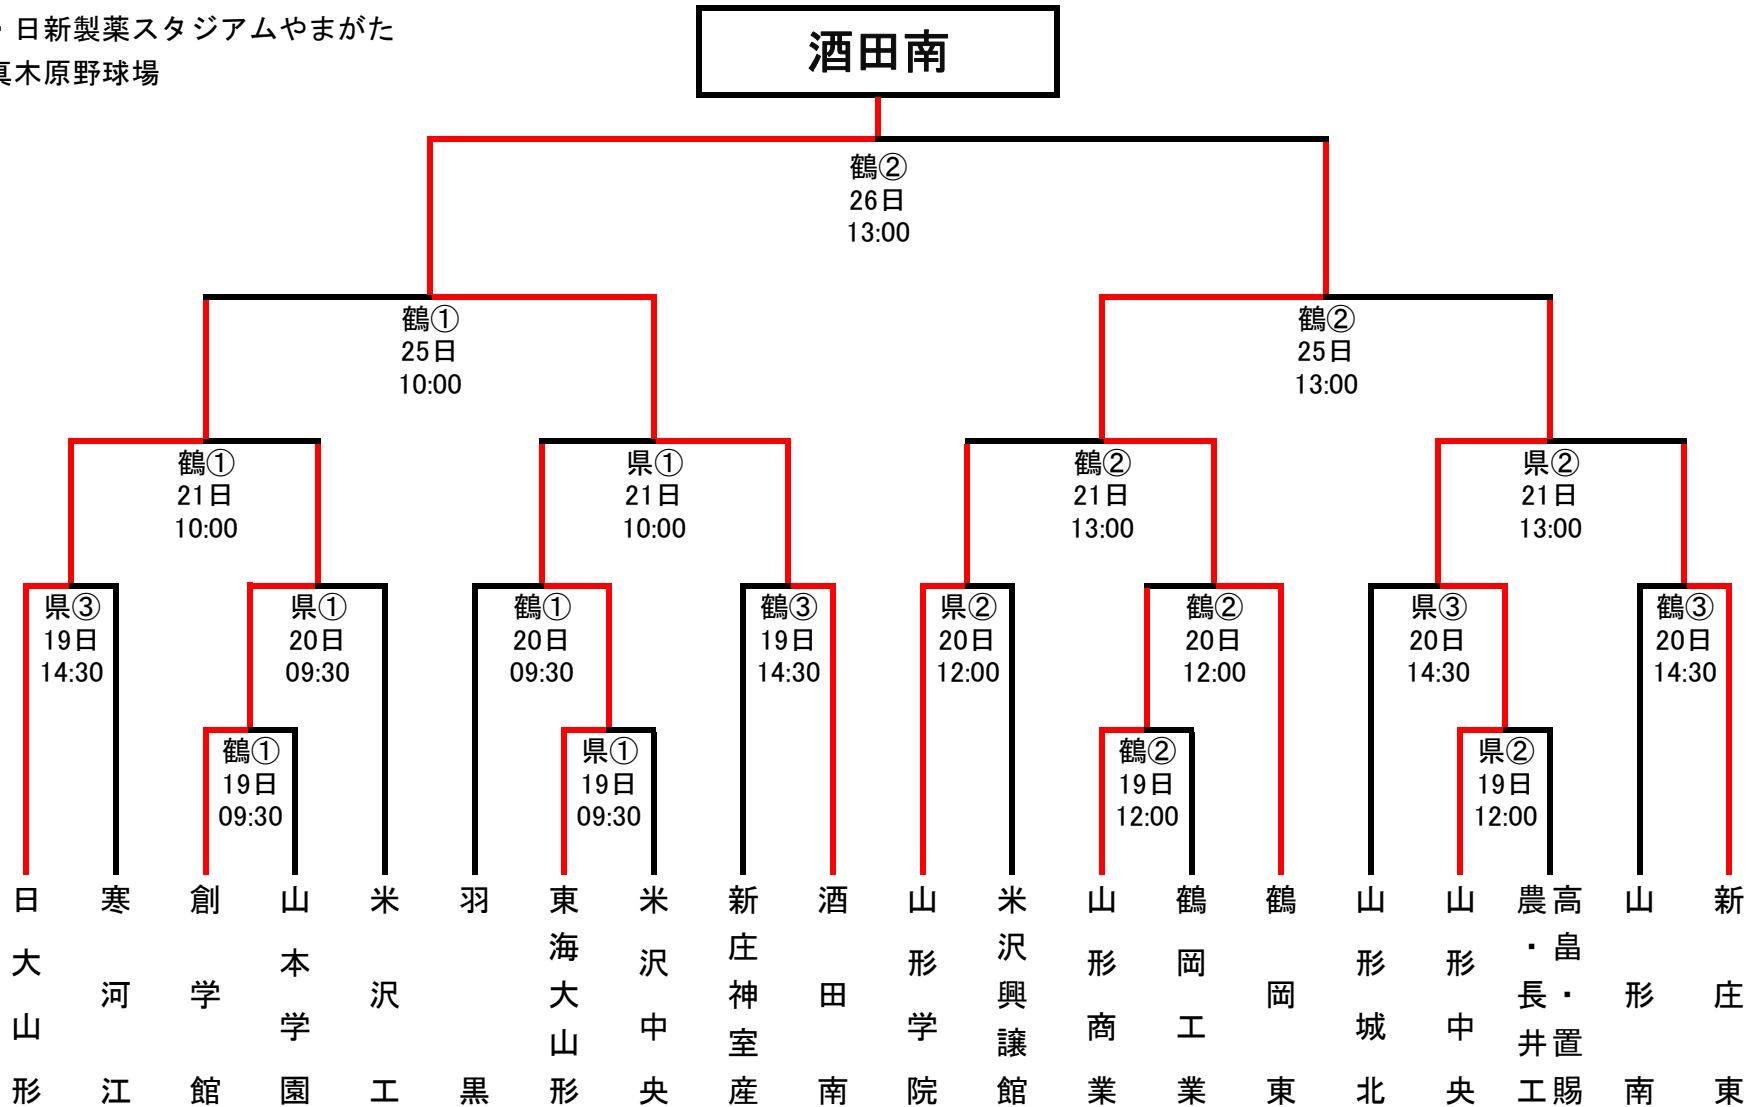 ・日新製薬スタジアムやまがた
真木原野球場
酒田南
鶴②
26日
13:00
鶴①
25日
10:00
鶴②
25日
13:00
鶴①
21日
10:00
県①
21日
10:00
鶴②
21日
13:00
県②
21日
13:00
県③
19日
14:30
県①
20日
09:30
鶴①
20日
09:30
鶴③
19日
14:30
県②
20日
12:00
鶴②
20日
12:00
県③
20日
14:30
鶴③
20日
14:30
鶴①
19日
09:30
県①
19日
09:30
鶴②
19日
12:00
県②
19日
12:00
日大山形
寒河江
創学館
山本学園
米沢工
羽黒
東海大山形
米沢中央
新庄神室産
酒田南
山形学院
米沢興譲館
山形商業
鶴岡工業
鶴岡東
山形城北
山形中央
高畠・置賜
農・長井工
山形南
新庄東